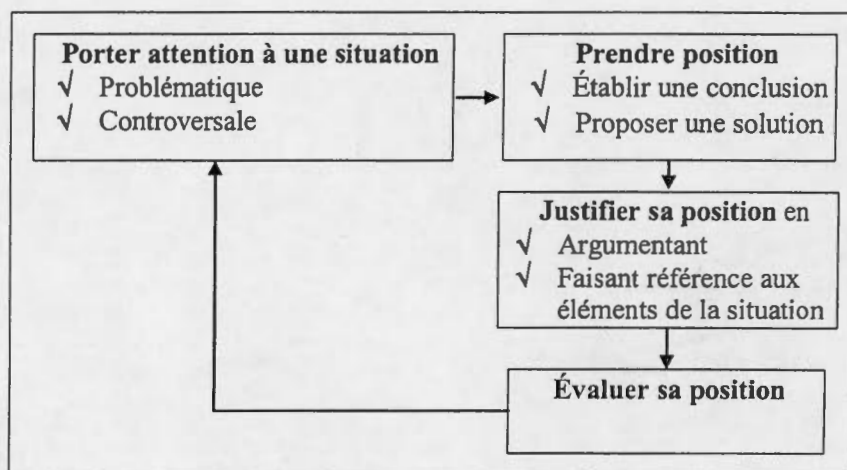 Porter attention à une situation
√ Problématique
√ Controversale
Prendre position
√ Établir une conclusion
√ Proposer une solution
Justifier sa position en
√ Argumentant
√ Faisant référence aux
éléments de la situation
Évaluer sa position